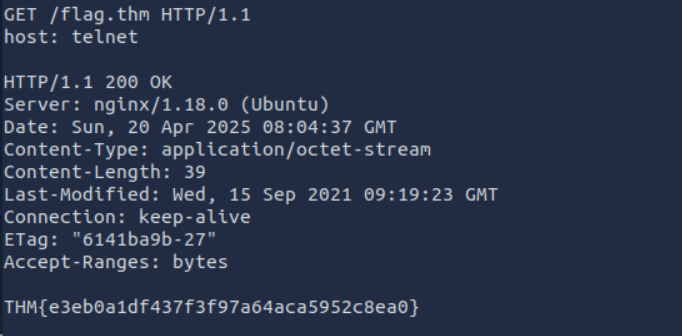 GET /flag.thm HTTP/1.1
host: telnet

HTTP/1.1 200 OK
Server: nginx/1.18.0 (Ubuntu)
Date: Sun, 20 Apr 2025 08:04:37 GMT
Content-Type: application/octet-stream
Content-Length: 39
Last-Modified: Wed, 15 Sep 2021 09:19:23 GMT
Connection: keep-alive
ETag: "6141ba9b-27"
Accept-Ranges: bytes

THM{e3eb0a1df437f3f97a64aca5952c8ea0}